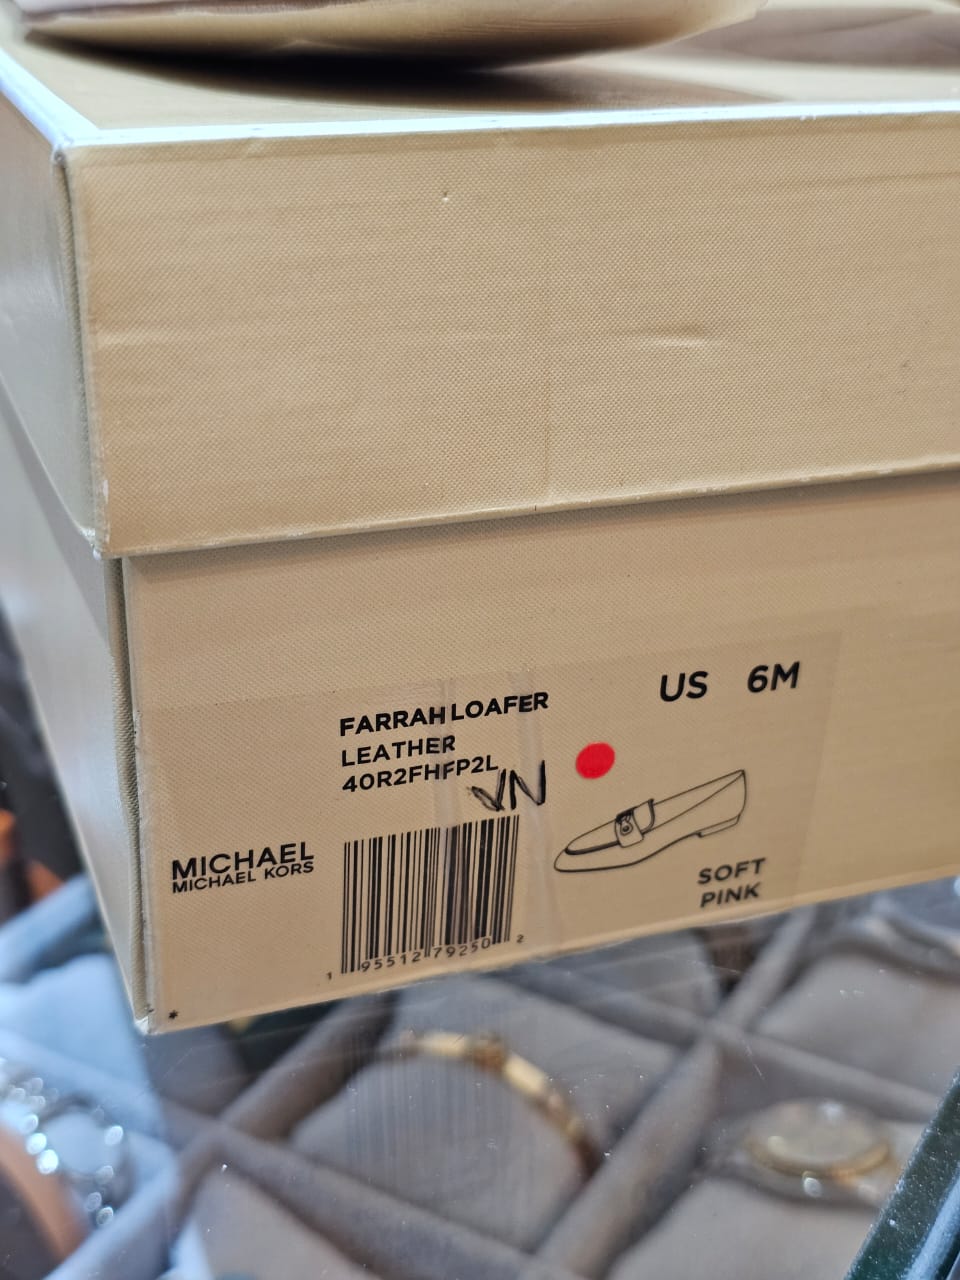 US 6M
FARRAH LOAFER
LEATHER
40R2FHFP2L
VN
MICHAEL
MICHAEL KORS
SOFT
PINK
1 95512 79250 2
*